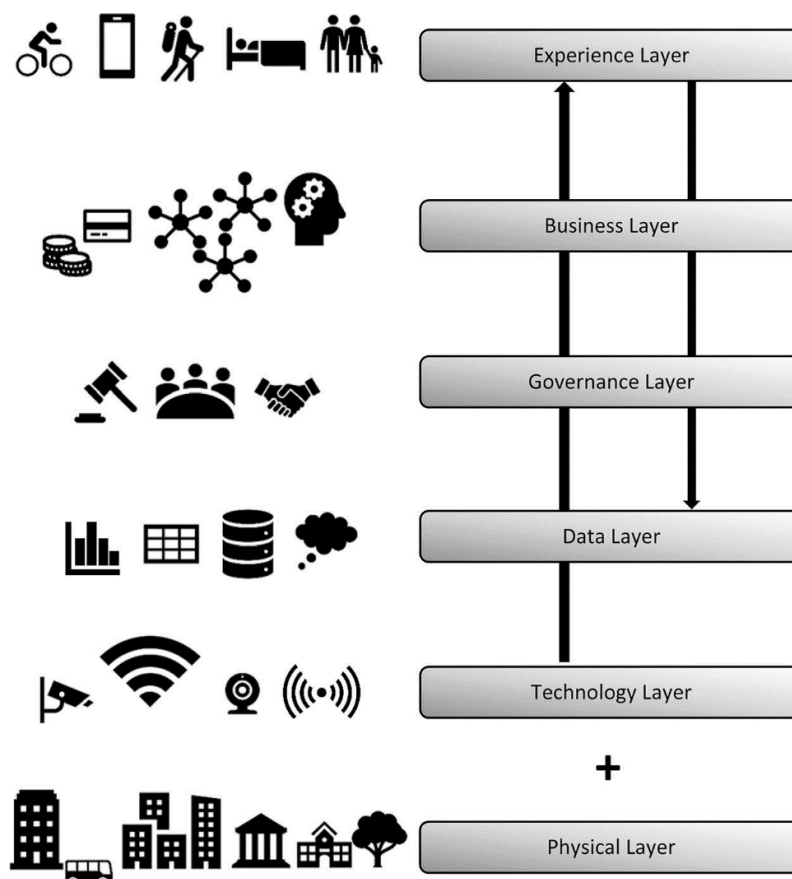 Experience Layer
Business Layer
Governance Layer
Data Layer
Technology Layer
+
Physical Layer